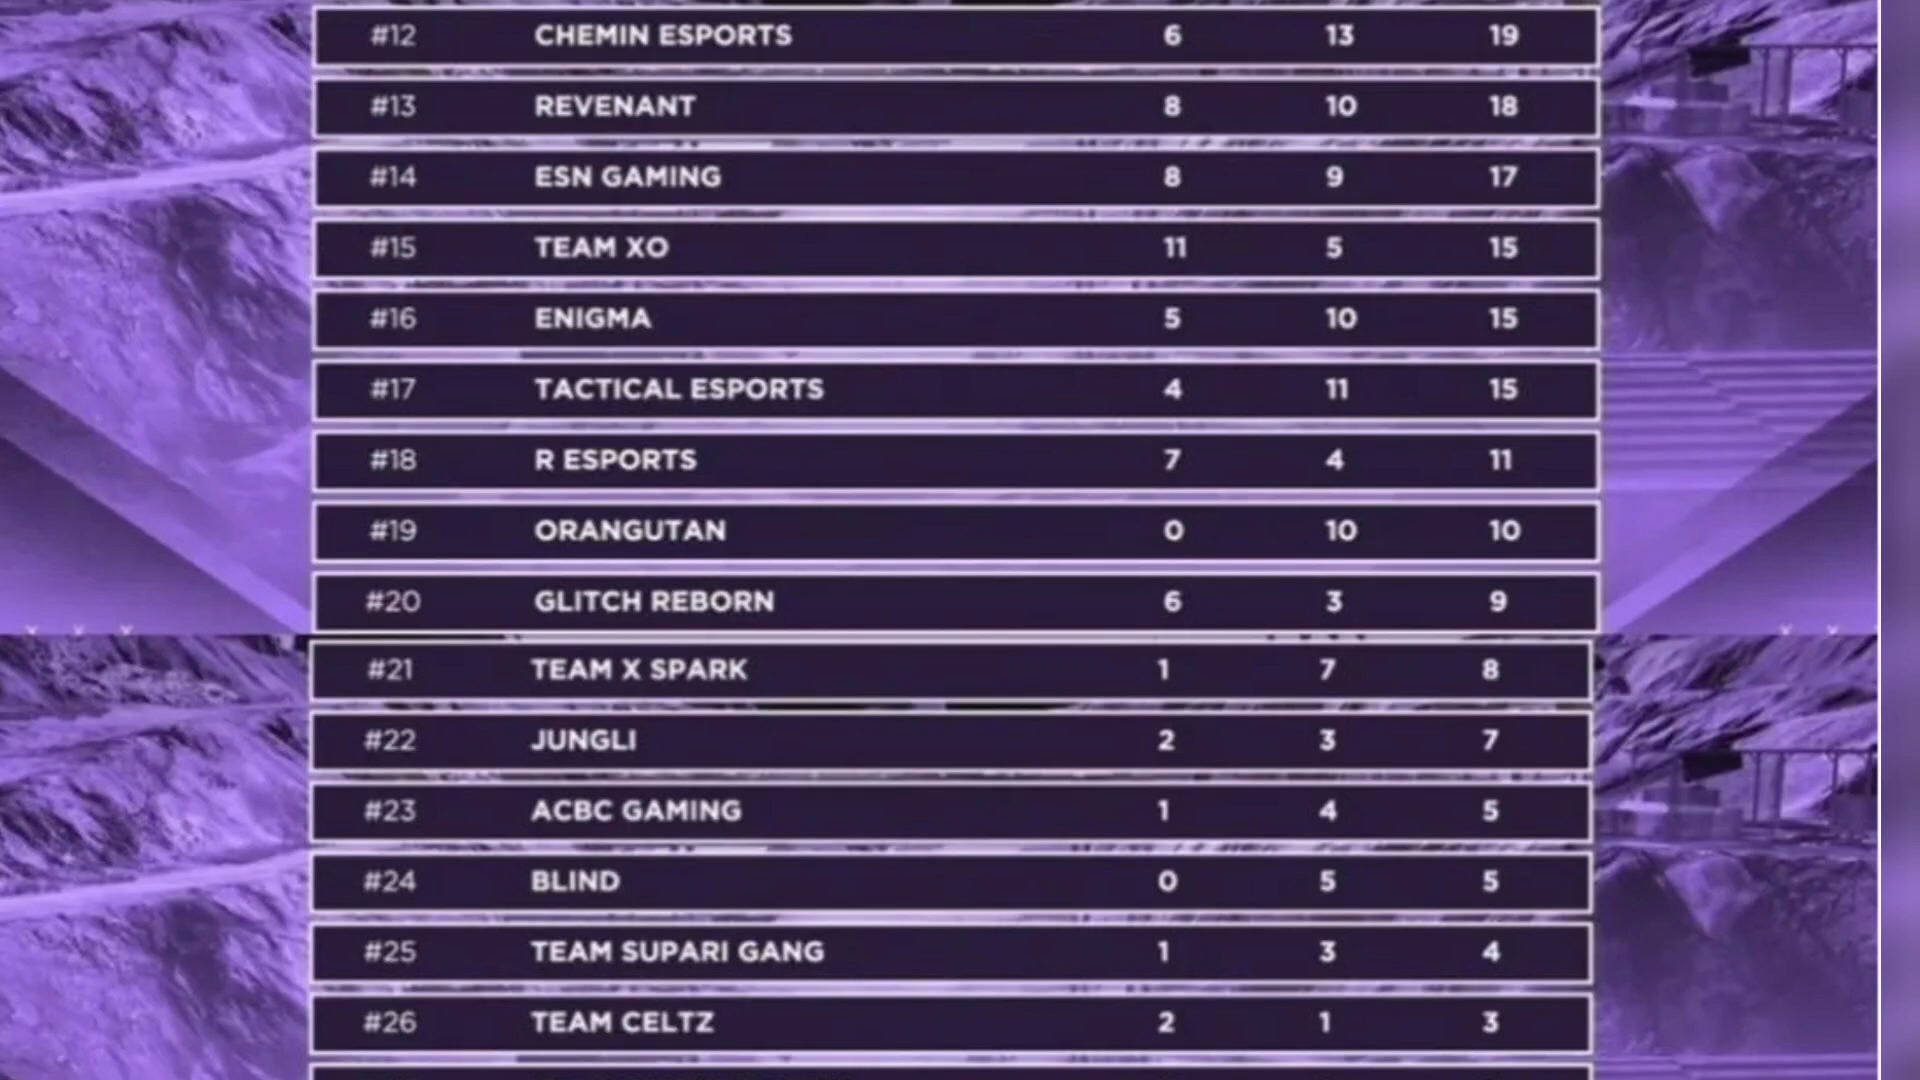 #12 CHEMIN ESPORTS 6 13 19
#13 REVENANT 8 10 18
#14 ESN GAMING 8 9 17
#15 TEAM XO 11 5 15
#16 ENIGMA 5 10 15
#17 TACTICAL ESPORTS 4 11 15
#18 R ESPORTS 7 4 11
#19 ORANGUTAN 0 10 10
#20 GLITCH REBORN 6 3 9
#21 TEAM X SPARK 1 7 8
#22 JUNGLI 2 3 7
#23 ACBC GAMING 1 4 5
#24 BLIND 0 5 5
#25 TEAM SUPARI GANG 1 3 4
#26 TEAM CELTZ 2 1 3